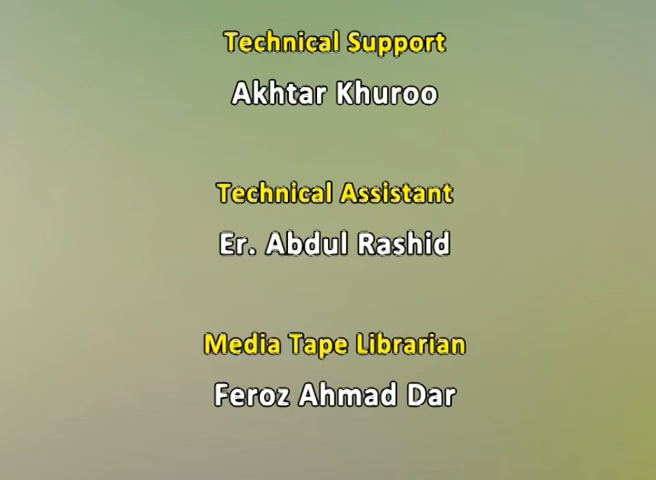 Technical Support
Akhtar Khuroo
Technical Assistant
Er. Abdul Rashid
Media Tape Librarian
Feroz Ahmad Dar